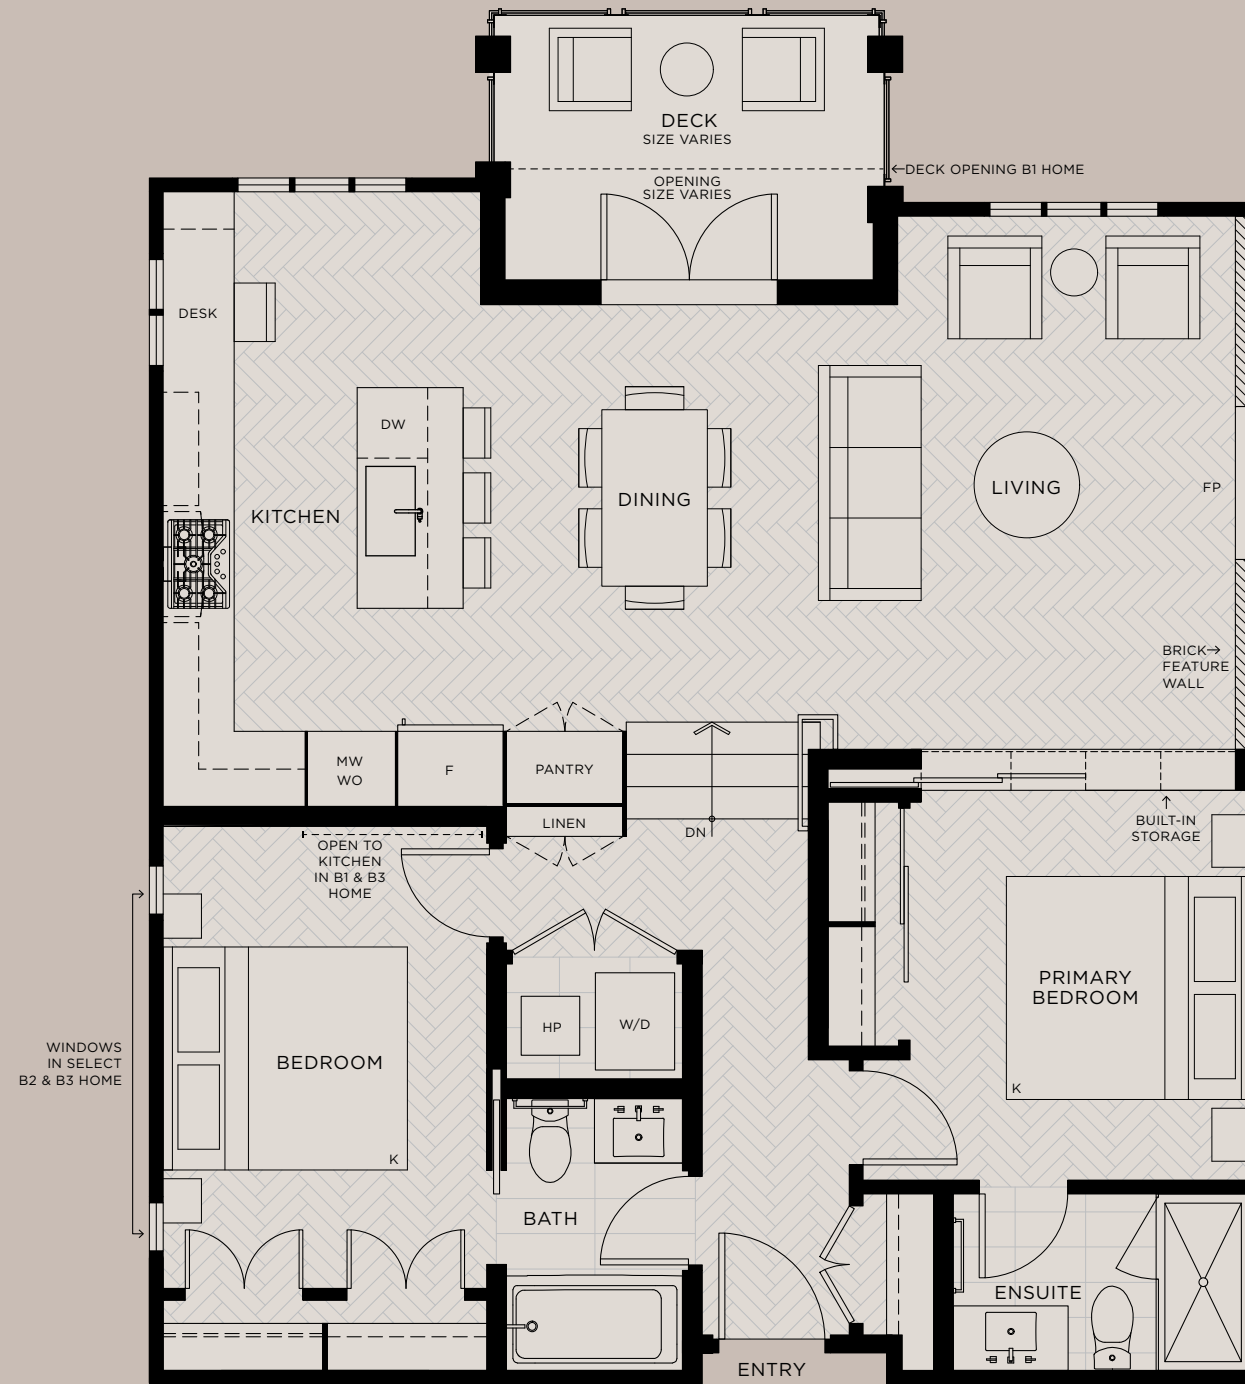 DECK
SIZE VARIES
←DECK OPENING B1 HOME
OPENING
SIZE VARIES
DESK
DW
KITCHEN
DINING
LIVING
FP
BRICK→
FEATURE
WALL
MW
WO
F
PANTRY
LINEN
DN
BUILT-IN
STORAGE
OPEN TO
KITCHEN
IN B1 & B3
HOME
PRIMARY
BEDROOM
K
HP
W/D
WINDOWS
IN SELECT
B2 & B3 HOME
BEDROOM
K
BATH
ENSUITE
ENTRY